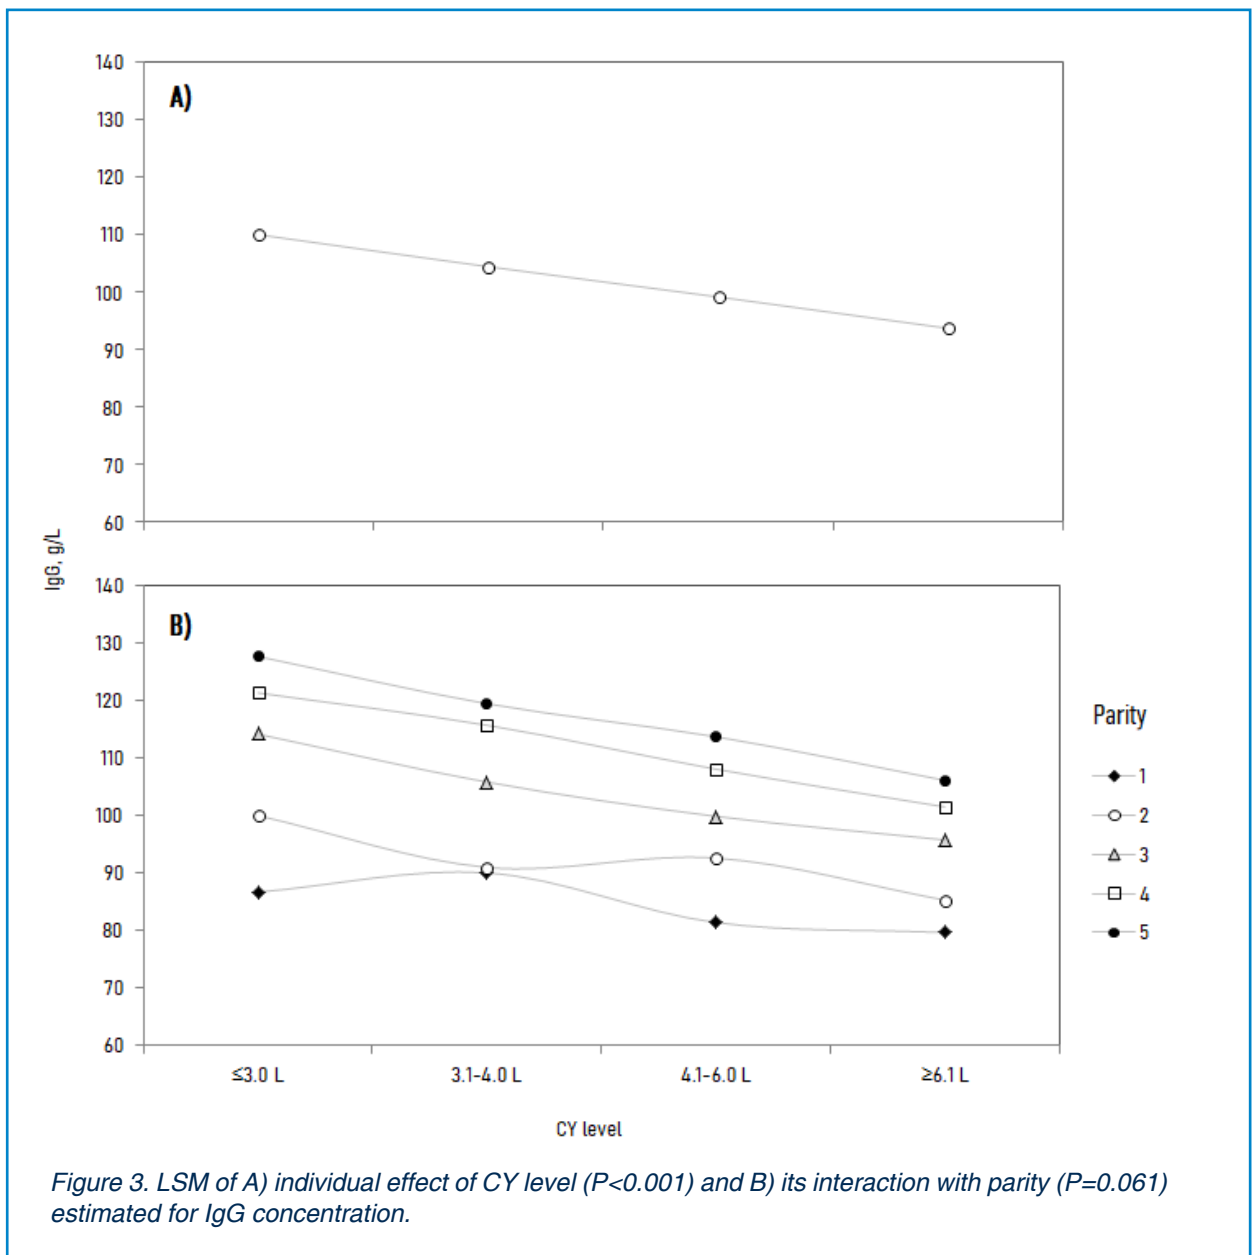 140
A)
130
120
110
100
90
80
70
60
IgG, g/L
140
B)
130
120
110
100
90
80
70
60
Parity
1
2
3
4
5
≤3.0 L 3.1-4.0 L 4.1-6.0 L ≥6.1 L
CY level
Figure 3. LSM of A) individual effect of CY level (P<0.001) and B) its interaction with parity (P=0.061)
estimated for IgG concentration.